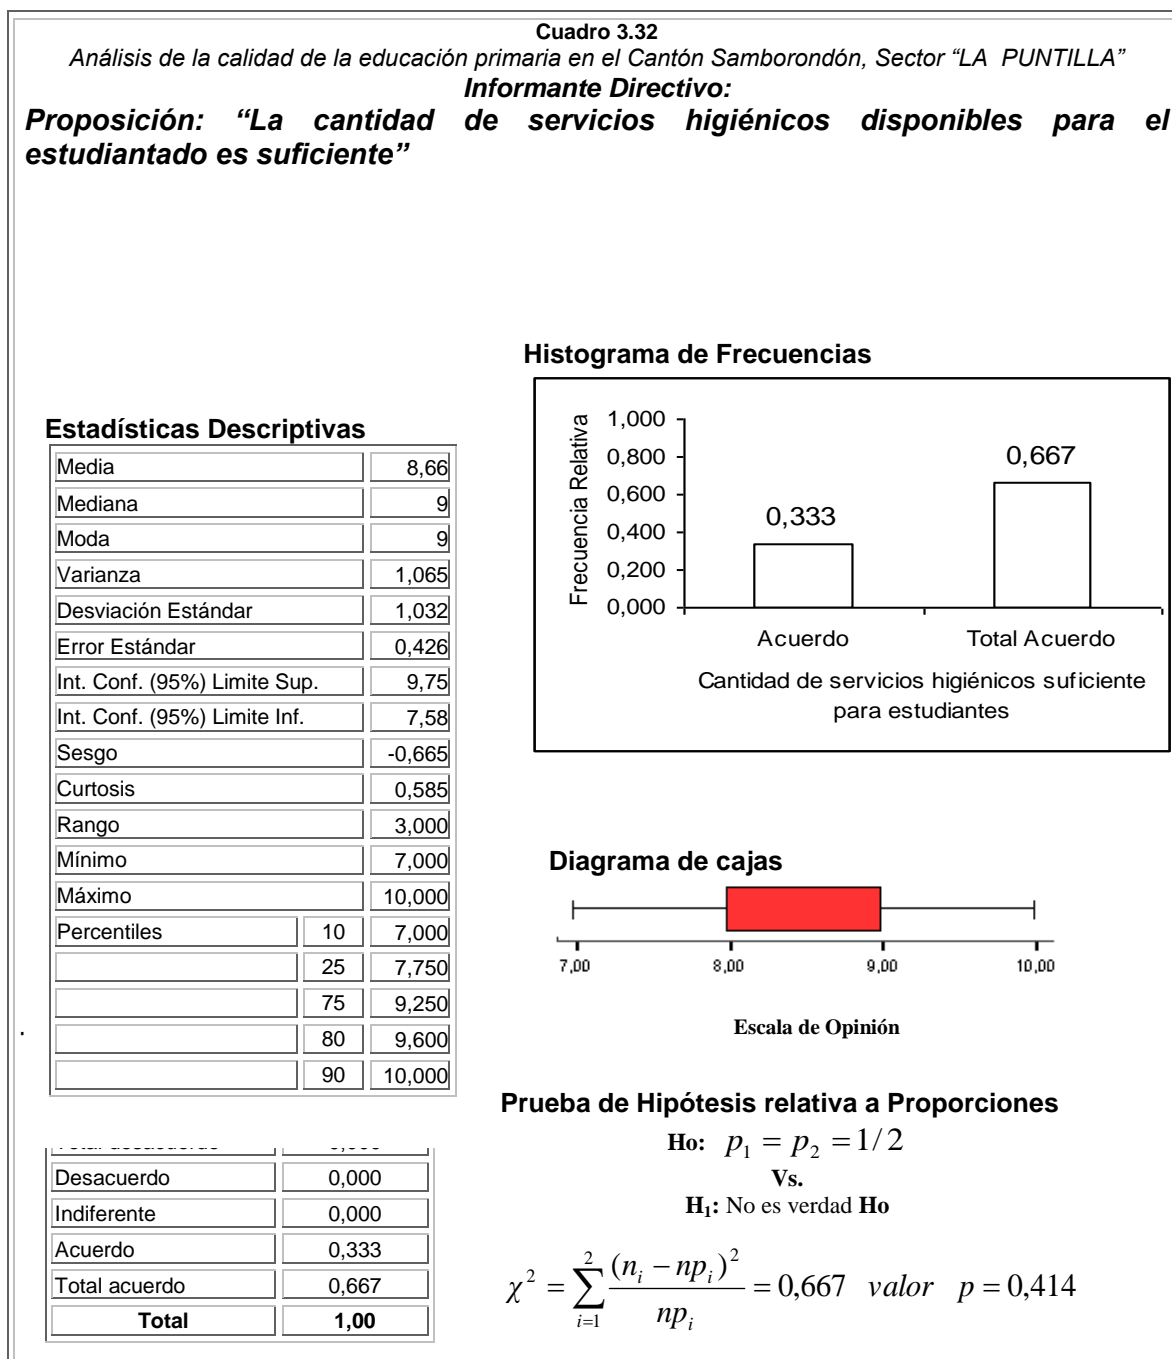 Cuadro 3.32
Análisis de la calidad de la educación primaria en el Cantón Samborondón, Sector “LA PUNTILLA”
Informante Directivo:
Proposición: “La cantidad de servicios higiénicos disponibles para el
estudiantado es suficiente”
Histograma de Frecuencias
Frecuencia Relativa
1,000
0,800
0,600
0,400
0,200
0,000
0,333
0,667
Acuerdo Total Acuerdo
Cantidad de servicios higiénicos suficiente
para estudiantes
Estadísticas Descriptivas
Media 8,66
Mediana 9
Moda 9
Varianza 1,065
Desviación Estándar 1,032
Error Estándar 0,426
Int. Conf. (95%) Limite Sup. 9,75
Int. Conf. (95%) Limite Inf. 7,58
Sesgo -0,665
Curtosis 0,585
Rango 3,000
Mínimo 7,000
Máximo 10,000
Percentiles 10 7,000
25 7,750
75 9,250
80 9,600
90 10,000
.
Diagrama de cajas
7,00 8,00 9,00 10,00
Escala de Opinión
Desacuerdo 0,000
Indiferente 0,000
Acuerdo 0,333
Total acuerdo 0,667
Total 1,00
Prueba de Hipótesis relativa a Proporciones
Ho: p₁ = p₂ = 1/2
Vs.
H₁: No es verdad Ho
χ² = ∑_{i=1}^{2} (nᵢ − npᵢ)² / npᵢ = 0,667 valor p = 0,414